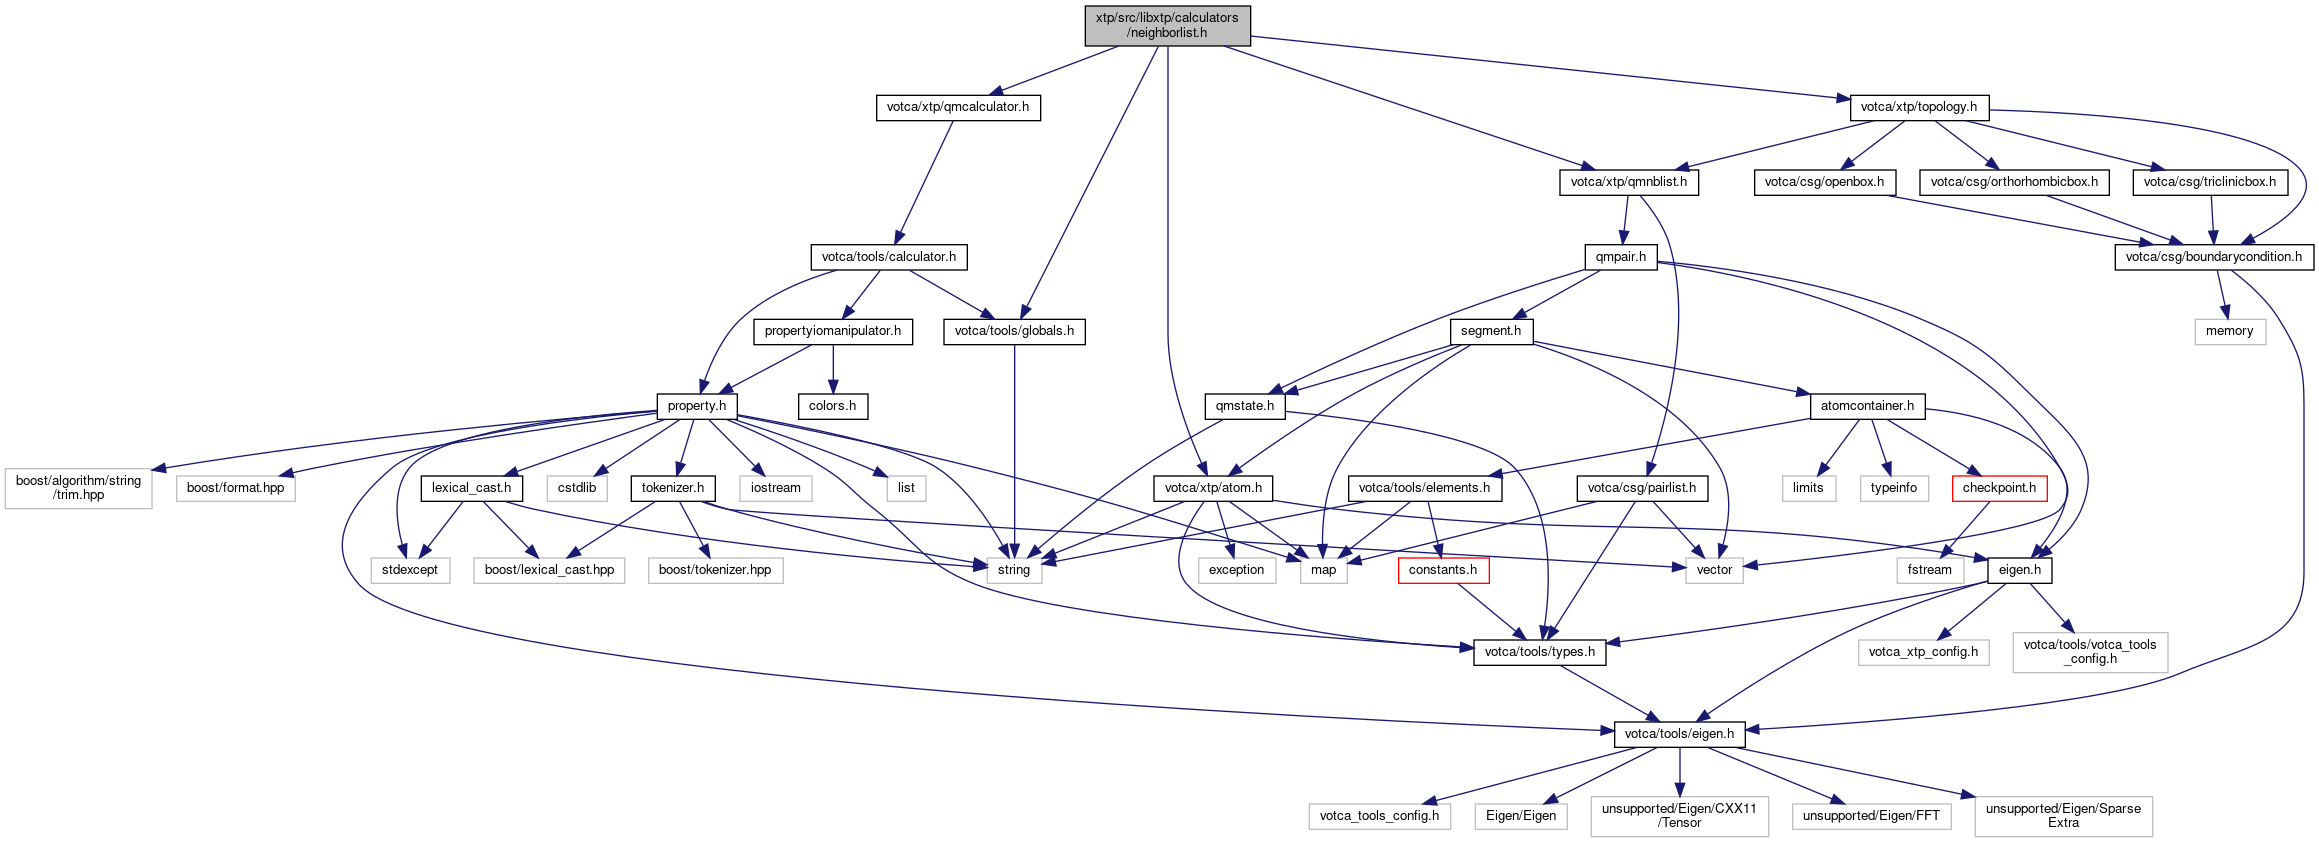 xtp/src/libxtp/calculators
/neighborlist.h
votca/xtp/qmcalculator.h
votca/xtp/topology.h
votca/xtp/qmnblist.h
votca/csg/openbox.h
votca/csg/orthorhombicbox.h
votca/csg/triclinicbox.h
votca/tools/calculator.h
qmpair.h
votca/csg/boundarycondition.h
propertyiomanipulator.h
votca/tools/globals.h
segment.h
memory
property.h
colors.h
qmstate.h
atomcontainer.h
boost/algorithm/string
/trim.hpp
boost/format.hpp
lexical_cast.h
cstdlib
tokenizer.h
iostream
list
votca/xtp/atom.h
votca/tools/elements.h
votca/csg/pairlist.h
limits
typeinfo
checkpoint.h
stdexcept
boost/lexical_cast.hpp
boost/tokenizer.hpp
string
exception
map
constants.h
vector
fstream
eigen.h
votca/tools/types.h
votca_xtp_config.h
votca/tools/votca_tools
_config.h
votca/tools/eigen.h
votca_tools_config.h
Eigen/Eigen
unsupported/Eigen/CXX11
/Tensor
unsupported/Eigen/FFT
unsupported/Eigen/Sparse
Extra